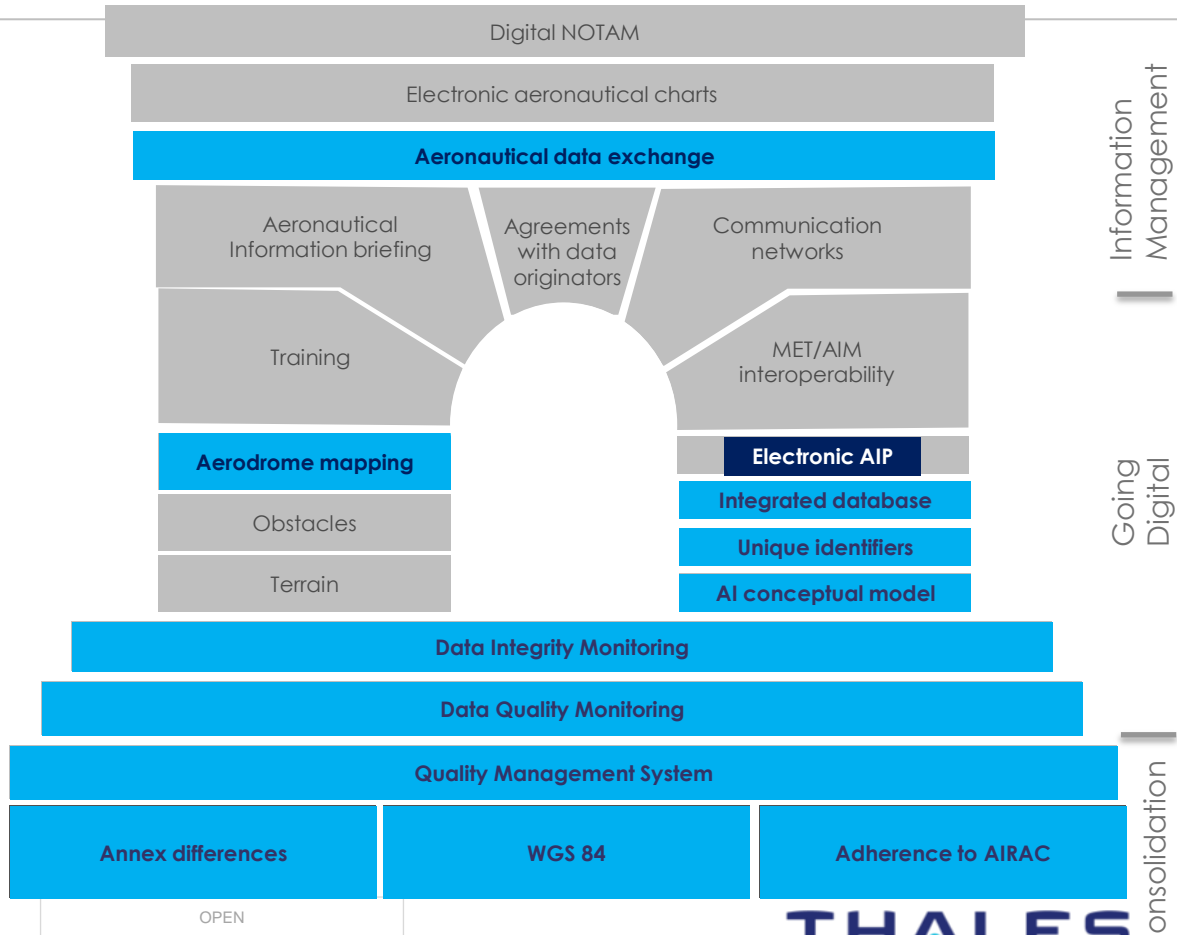 Digital NOTAM
Electronic aeronautical charts
Aeronautical data exchange
Aeronautical
Information briefing
Agreements
with data
originators
Communication
networks
Training
MET/AIM
interoperability
Aerodrome mapping
Electronic AIP
Obstacles
Integrated database
Unique identifiers
Terrain
AI conceptual model
Data Integrity Monitoring
Data Quality Monitoring
Quality Management System
Annex differences
WGS 84
Adherence to AIRAC
Information
Management
Going
Digital
onsolidation
OPEN
THALES